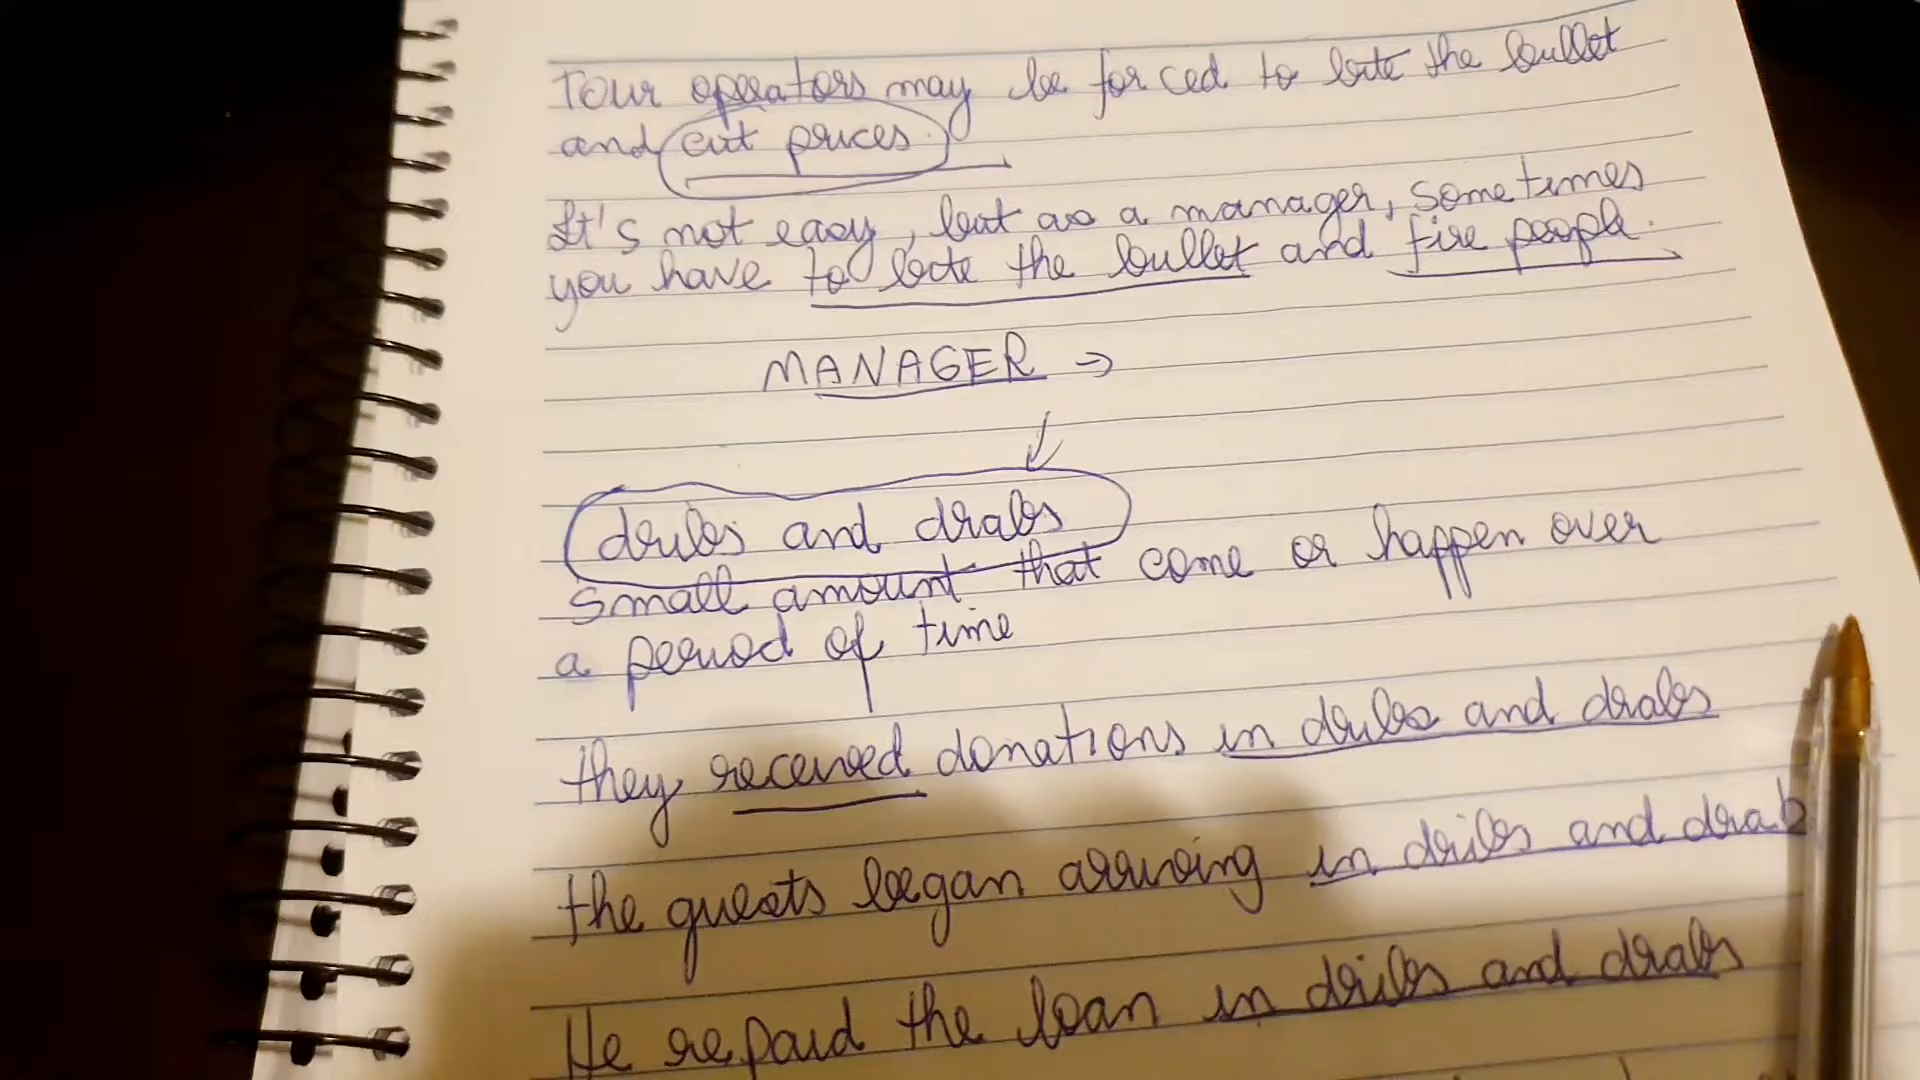 Tour operators may be forced to bite the bullet
and cut prices.
It's not easy, but as a manager, sometimes
you have to bite the bullet and fire people.
MANAGER →
dribs and drabs
small amount that come or happen over
a period of time
they received donations in dribs and drabs
the guests began arriving in dribs and drab
He repaid the loan in dribs and drabs